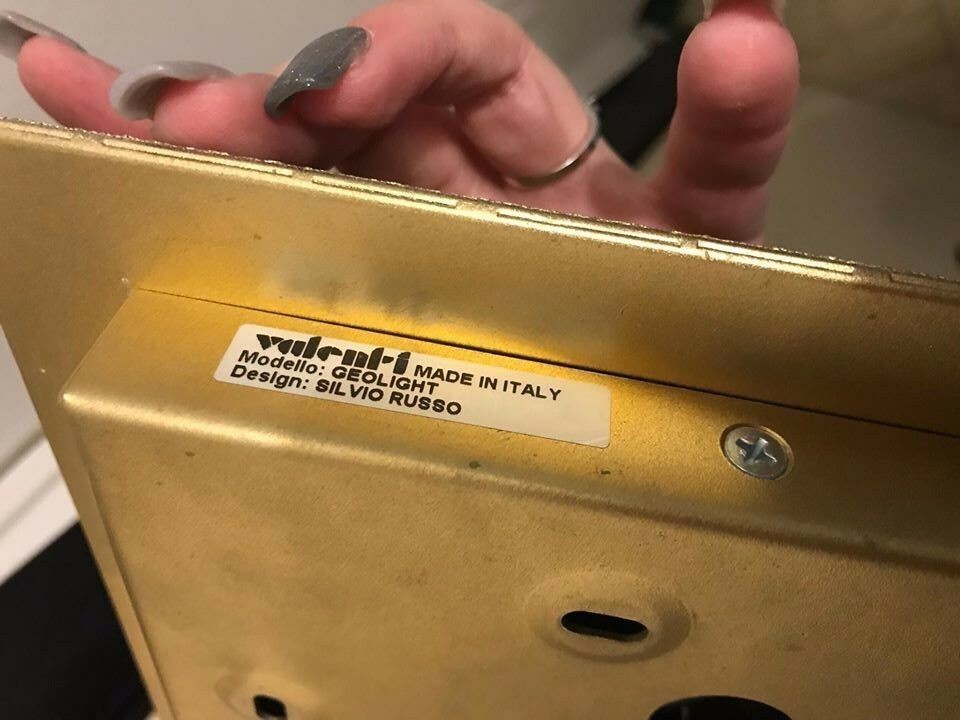 valenti MADE IN ITALY
Modello: GEOLIGHT
Design: SILVIO RUSSO